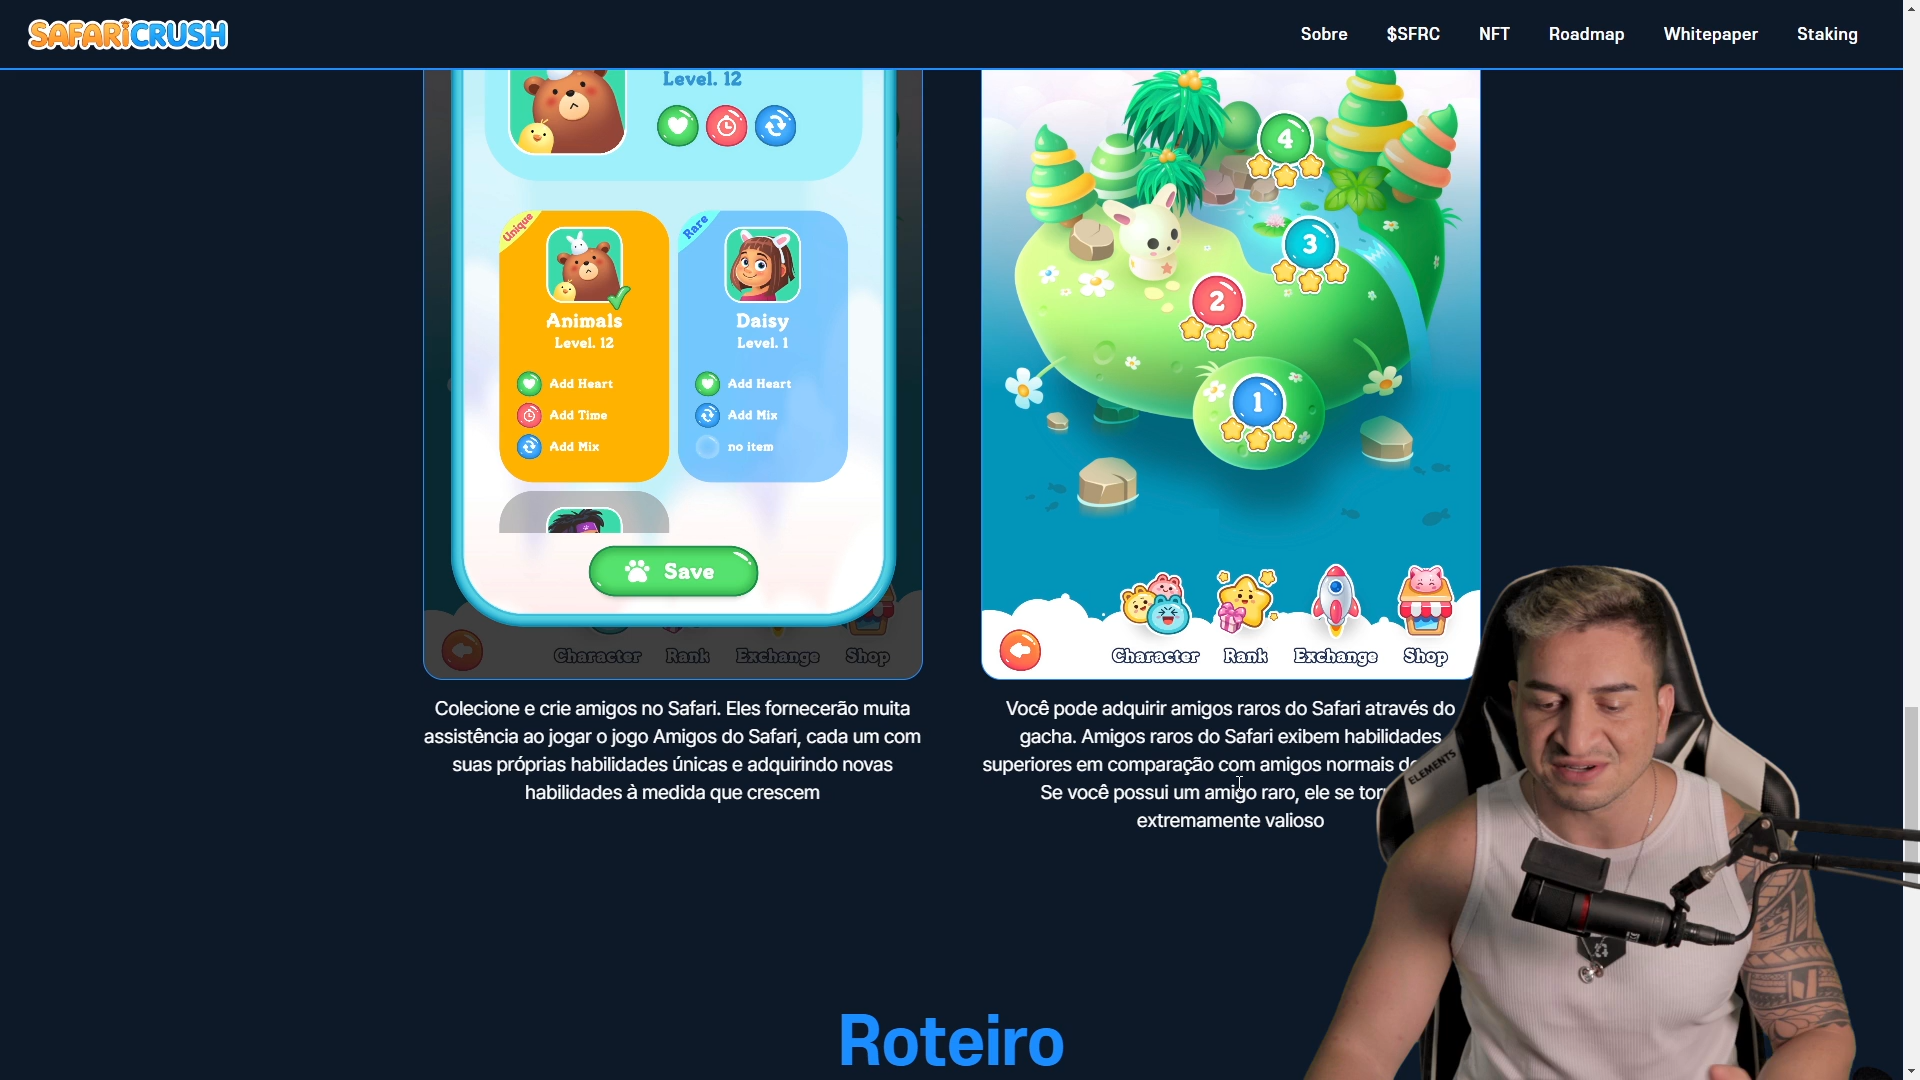 SAFARICRUSH
Sobre
$SFRC
NFT
Roadmap
Whitepaper
Staking
Level. 12
Unique
Animals
Level. 12
Add Heart
Add Time
Add Mix
Rare
Daisy
Level. 1
Add Heart
Add Mix
no item
Save
Character
Rank
Exchange
Shop
4
3
2
1
Character
Rank
Exchange
Shop
Colecione e crie amigos no Safari. Eles fornecerão muita
assistência ao jogar o jogo Amigos do Safari, cada um com
suas próprias habilidades únicas e adquirindo novas
habilidades à medida que crescem
Você pode adquirir amigos raros do Safari através do
gacha. Amigos raros do Safari exibem habilidades
superiores em comparação com amigos normais
Se você possui um amigo raro, ele se
extremamente valioso
ELEMENTS
Roteiro